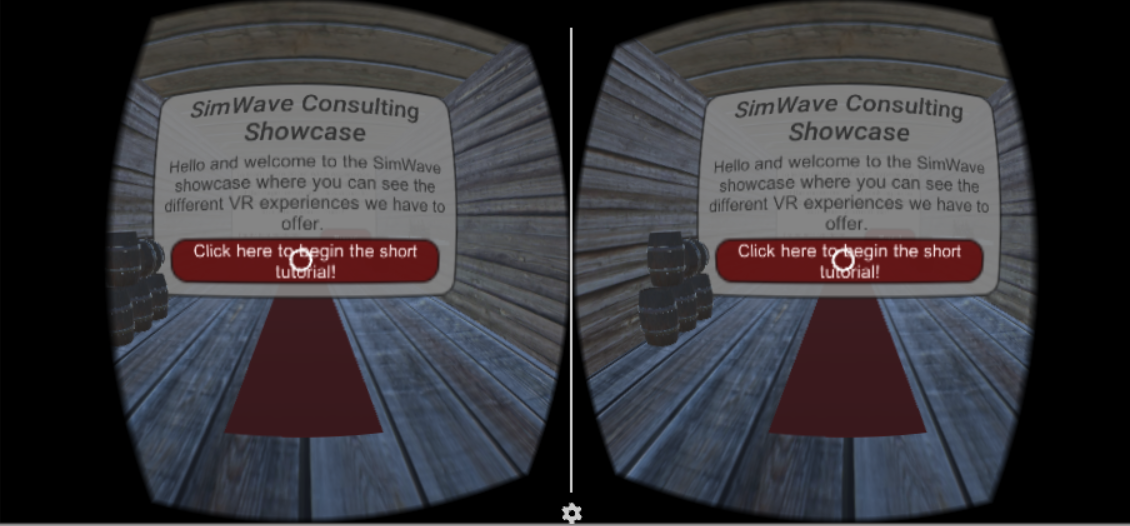 SimWave Consulting
Showcase
Hello and welcome to the SimWave
showcase where you can see the
different VR experiences we have to
offer.
Click here to begin the short
tutorial!
SimWave Consulting
Showcase
Hello and welcome to the SimWave
showcase where you can see the
different VR experiences we have to
offer.
Click here to begin the short
tutorial!